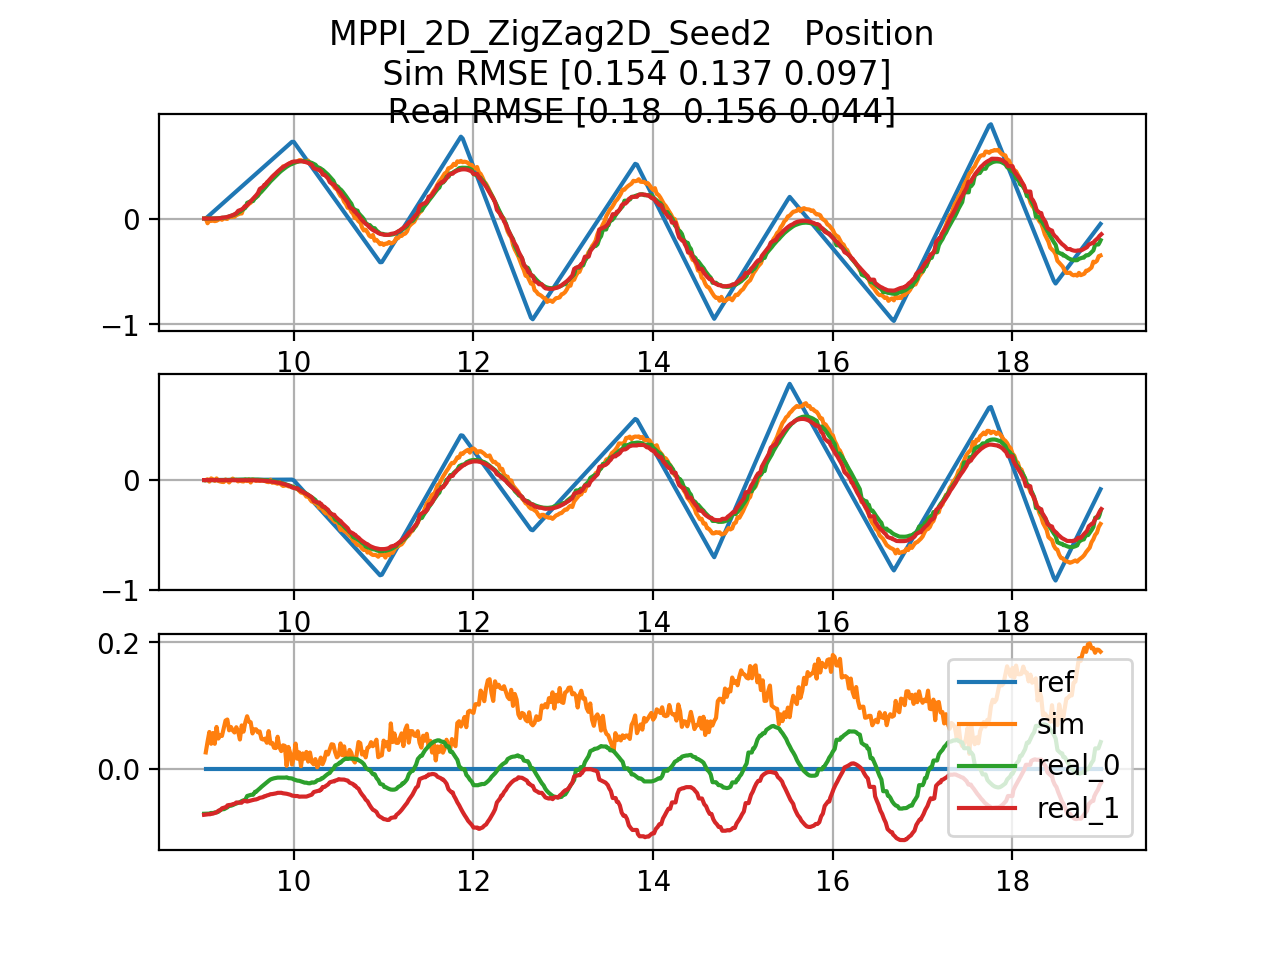 MPPI_2D_ZigZag2D_Seed2   Position
Sim RMSE [0.154 0.137 0.097]
Real RMSE [0.18  0.156 0.044]
0
−1
10 12 14 16 18
0
−1
10 12 14 16 18
0.2
0.0
ref
sim
real_0
real_1
10 12 14 16 18